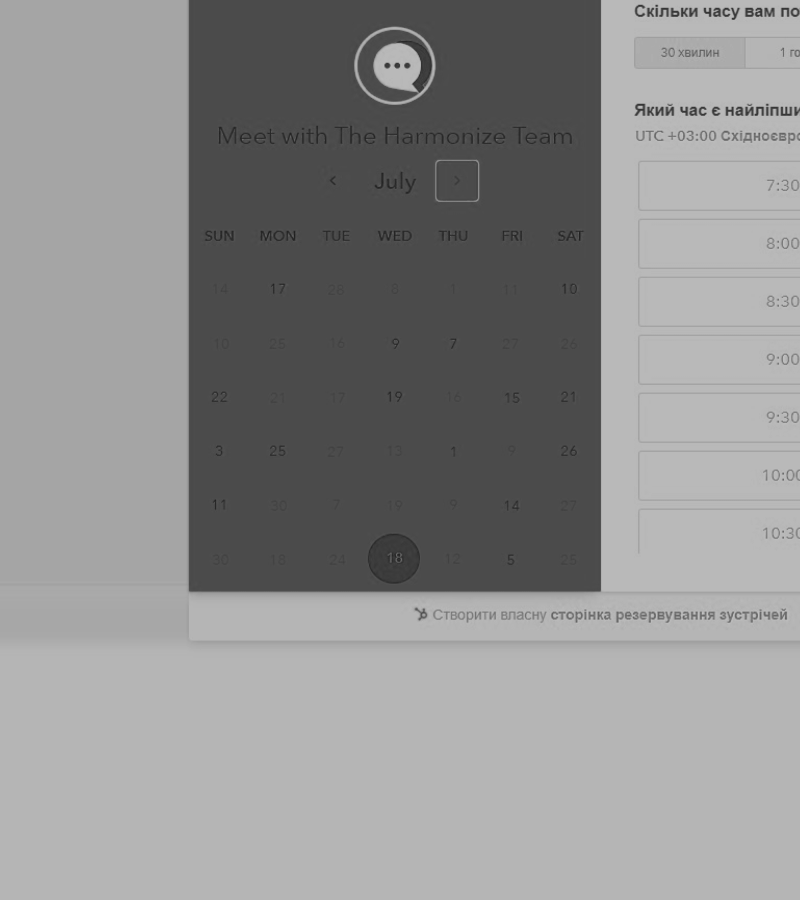 Скільки часу вам по
30 хвилин 1 го
Meet with The Harmonize Team
Який час є найліпши
UTC +03:00 Східноєвро
July
7:30
SUN MON TUE WED THU FRI SAT
8:00
14 17 28 6 1 11 10
8:30
10 25 16 9 7 27 26
9:00
22 21 17 19 16 15 21
9:30
3 25 27 13 1 9 26
10:00
11 30 7 19 9 14 27
10:30
30 18 24 18 12 5 25
Створити власну сторінка резервування зустрічей